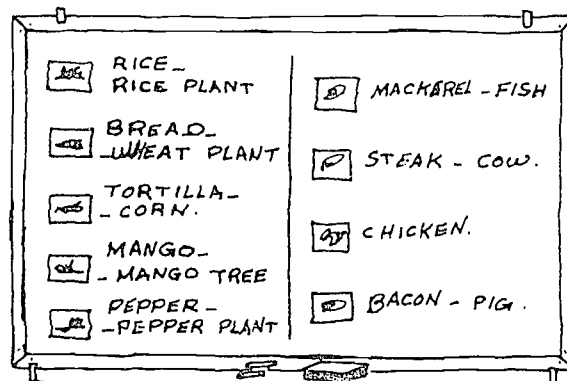 RICE_
RICE PLANT
BREAD_
_WHEAT PLANT
TORTILLA_
_CORN.
MANGO_
_MANGO TREE
PEPPER_
_PEPPER PLANT
MACKEREL - FISH
STEAK - COW.
CHICKEN.
BACON - PIG.